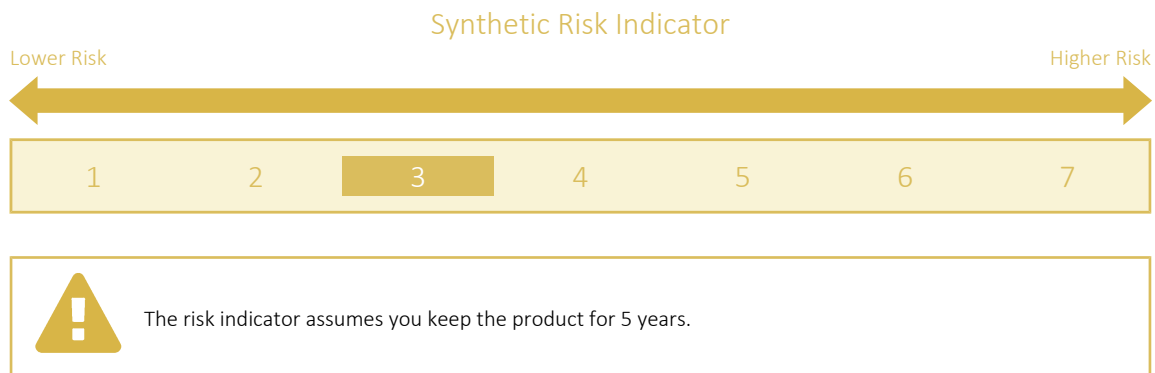 Synthetic Risk Indicator
Lower Risk Higher Risk
1 2 3 4 5 6 7
The risk indicator assumes you keep the product for 5 years.